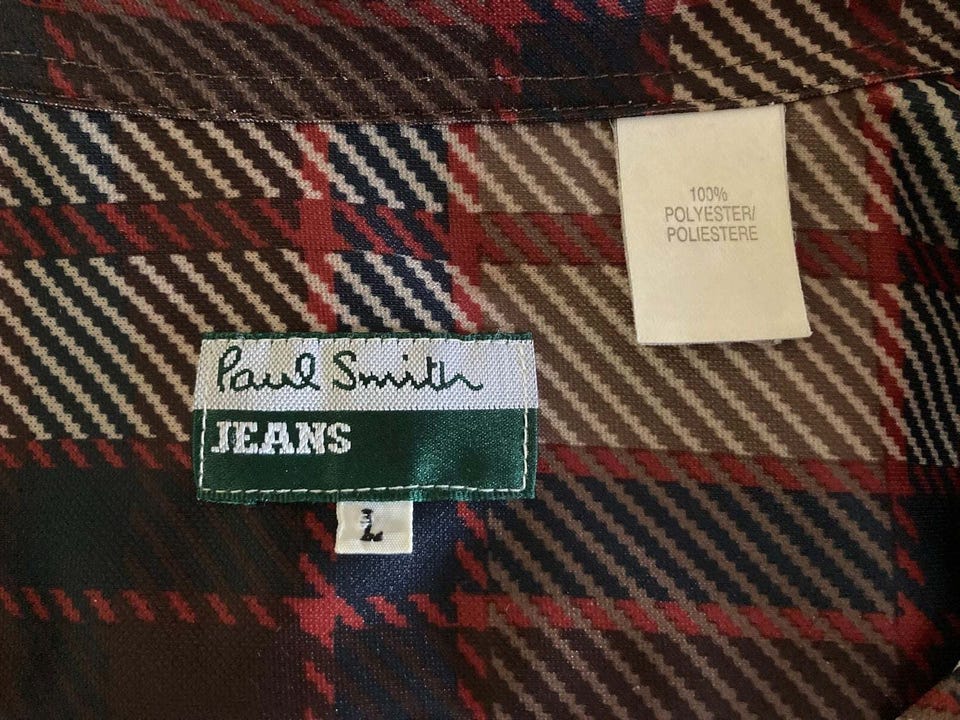 100%
POLYESTER/
POLIESTERE
Paul Smith
JEANS
L